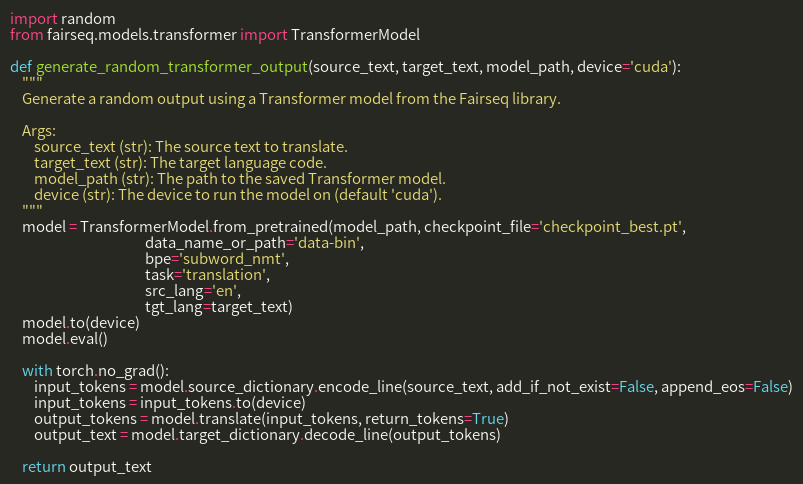 import random
from fairseq.models.transformer import TransformerModel

def generate_random_transformer_output(source_text, target_text, model_path, device='cuda'):
    """
    Generate a random output using a Transformer model from the Fairseq library.

    Args:
        source_text (str): The source text to translate.
        target_text (str): The target language code.
        model_path (str): The path to the saved Transformer model.
        device (str): The device to run the model on (default 'cuda').
    """
    model = TransformerModel.from_pretrained(model_path, checkpoint_file='checkpoint_best.pt',
                                             data_name_or_path='data-bin',
                                             bpe='subword_nmt',
                                             task='translation',
                                             src_lang='en',
                                             tgt_lang=target_text)
    model.to(device)
    model.eval()

    with torch.no_grad():
        input_tokens = model.source_dictionary.encode_line(source_text, add_if_not_exist=False, append_eos=False)
        input_tokens = input_tokens.to(device)
        output_tokens = model.translate(input_tokens, return_tokens=True)
        output_text = model.target_dictionary.decode_line(output_tokens)

    return output_text